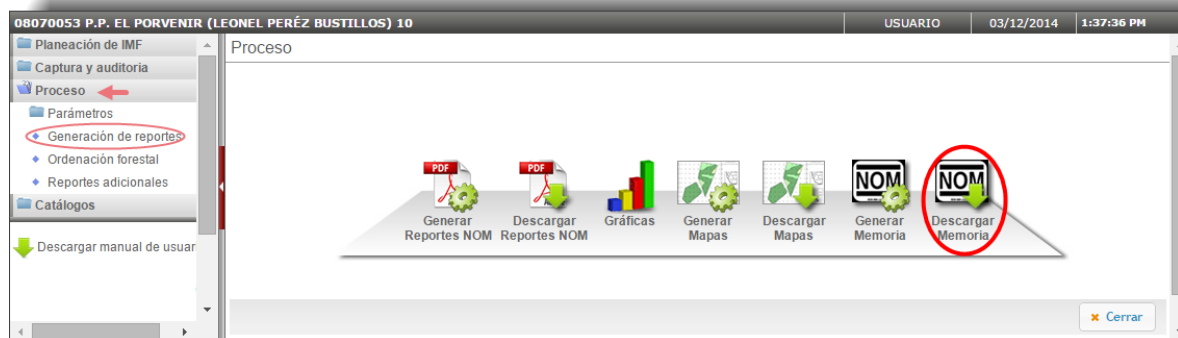 08070053 P.P. EL PORVENIR (LEONEL PERÉZ BUSTILLOS) 10 USUARIO 03/12/2014 1:37:36 PM
Planeación de IMF
Captura y auditoria
Proceso
Parámetros
Generación de reportes
Ordenación forestal
Reportes adicionales
Catálogos
Descargar manual de usuar
Proceso
PDF
Generar
Reportes NOM
PDF
Descargar
Reportes NOM
Gráficas
Generar
Mapas
Descargar
Mapas
NOM
Generar
Memoria
NOM
Descargar
Memoria
Cerrar